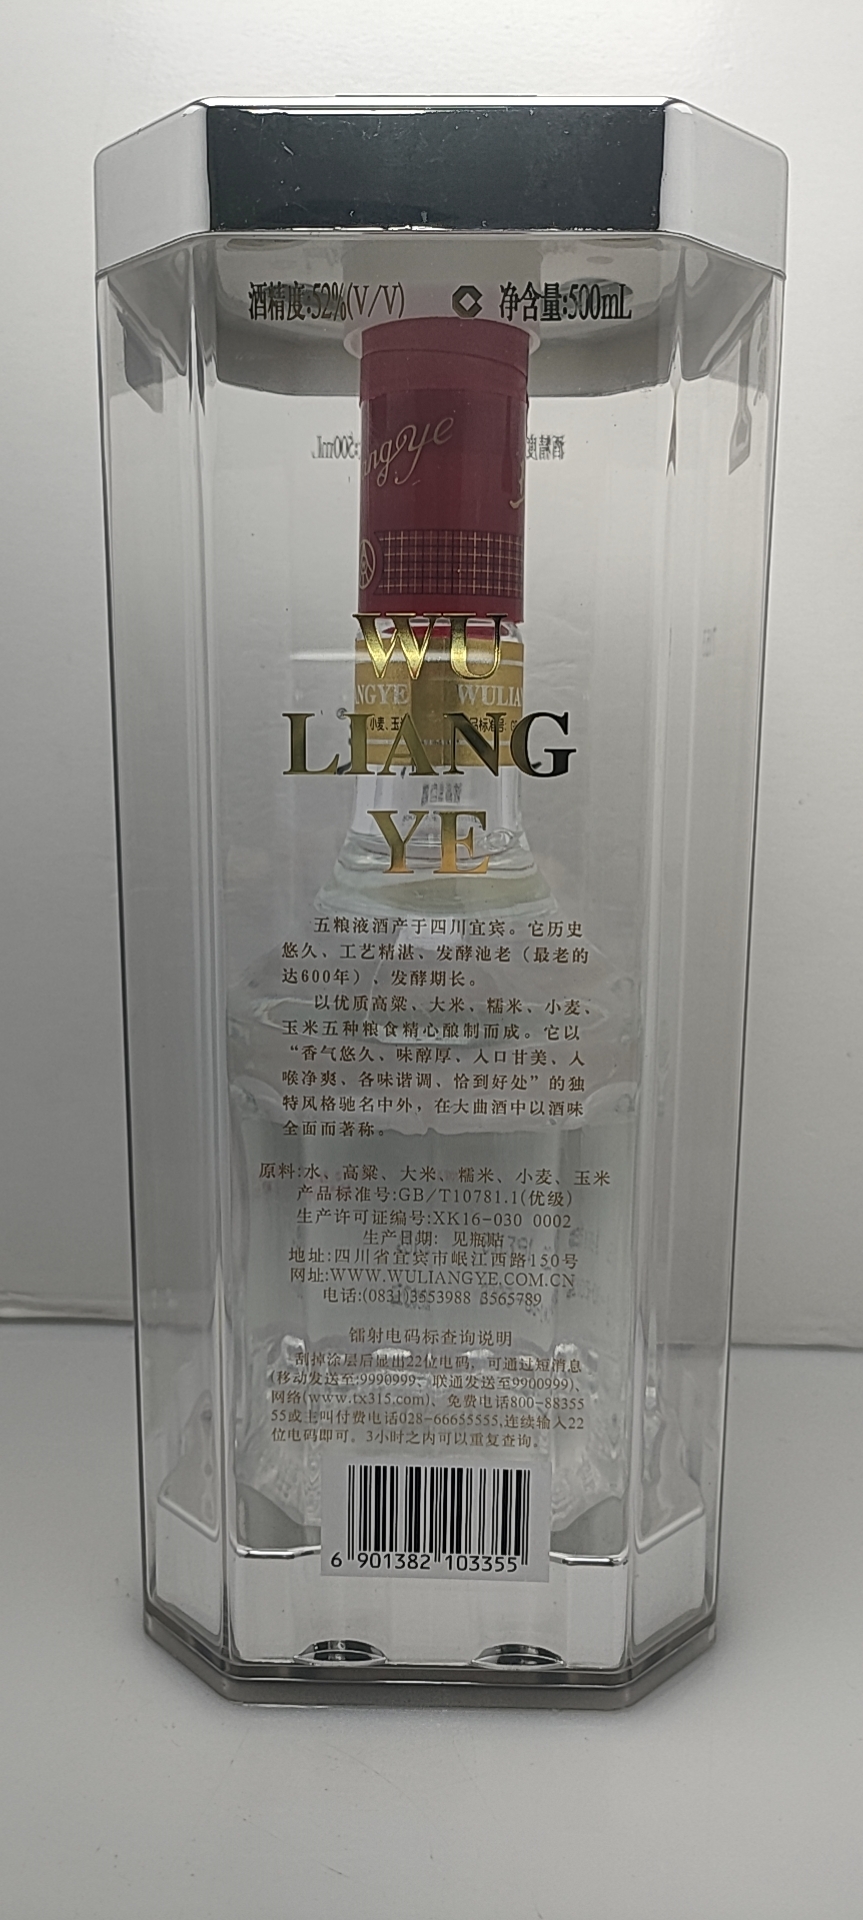 酒精度:52%(V/V) 净含量:500mL
ngye
WU
NGYE WULIA
小麦、玉米 品标准号: G
LIANG
YE
五粮液酒产于四川宜宾。它历史
悠久、工艺精湛、发酵池老（最老的
达600年）、发酵期长。
以优质高粱、大米、糯米、小麦、
玉米五种粮食精心酿制而成。它以
“香气悠久、味醇厚、入口甘美、入
喉净爽、各味谐调、恰到好处”的独
特风格驰名中外，在大曲酒中以酒味
全面而著称。
原料:水、高粱、大米、糯米、小麦、玉米
产品标准号:GB/T10781.1(优级)
生产许可证编号:XK16-030 0002
生产日期: 见瓶贴
地址:四川省宜宾市岷江西路150号
网址:WWW.WULIANGYE.COM.CN
电话:(0831)3553988 3565789
镭射电码标查询说明
刮掉涂层后显出22位电码，可通过短消息
(移动发送至:9990999、联通发送至9900999)、
网络(www.tx315.com)、免费电话800-88355
55或主叫付费电话028-66655555,连续输入22
位电码即可。3小时之内可以重复查询。
6 901382 103355